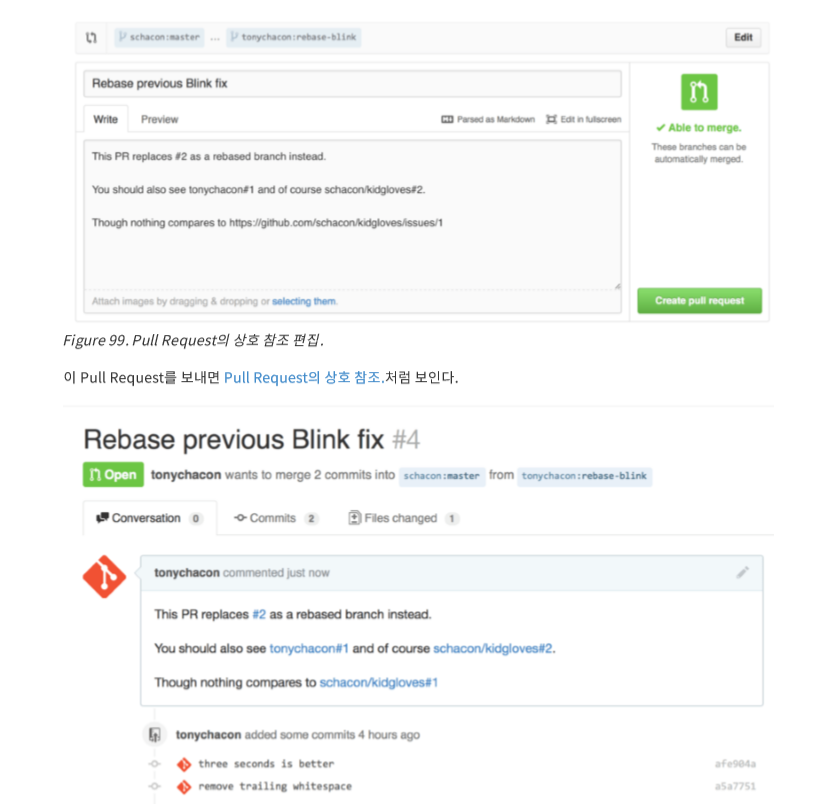 schacon:master ... tonychacon:rebase-blink Edit
Rebase previous Blink fix
Write Preview Parsed as Markdown Edit in fullscreen
This PR replaces #2 as a rebased branch instead.
You should also see tonychacon#1 and of course schacon/kidgloves#2.
Though nothing compares to https://github.com/schacon/kidgloves/issues/1
Attach images by dragging & dropping or selecting them.
✓ Able to merge.
These branches can be
automatically merged.
Create pull request
Figure 99. Pull Request의 상호 참조 편집.
이 Pull Request를 보내면 Pull Request의 상호 참조.처럼 보인다.
Rebase previous Blink fix #4
Open tonychacon wants to merge 2 commits into schacon:master from tonychacon:rebase-blink
Conversation 0 Commits 2 Files changed 1
tonychacon commented just now
This PR replaces #2 as a rebased branch instead.
You should also see tonychacon#1 and of course schacon/kidgloves#2.
Though nothing compares to schacon/kidgloves#1
tonychacon added some commits 4 hours ago
three seconds is better afe904a
remove trailing whitespace a5a7751